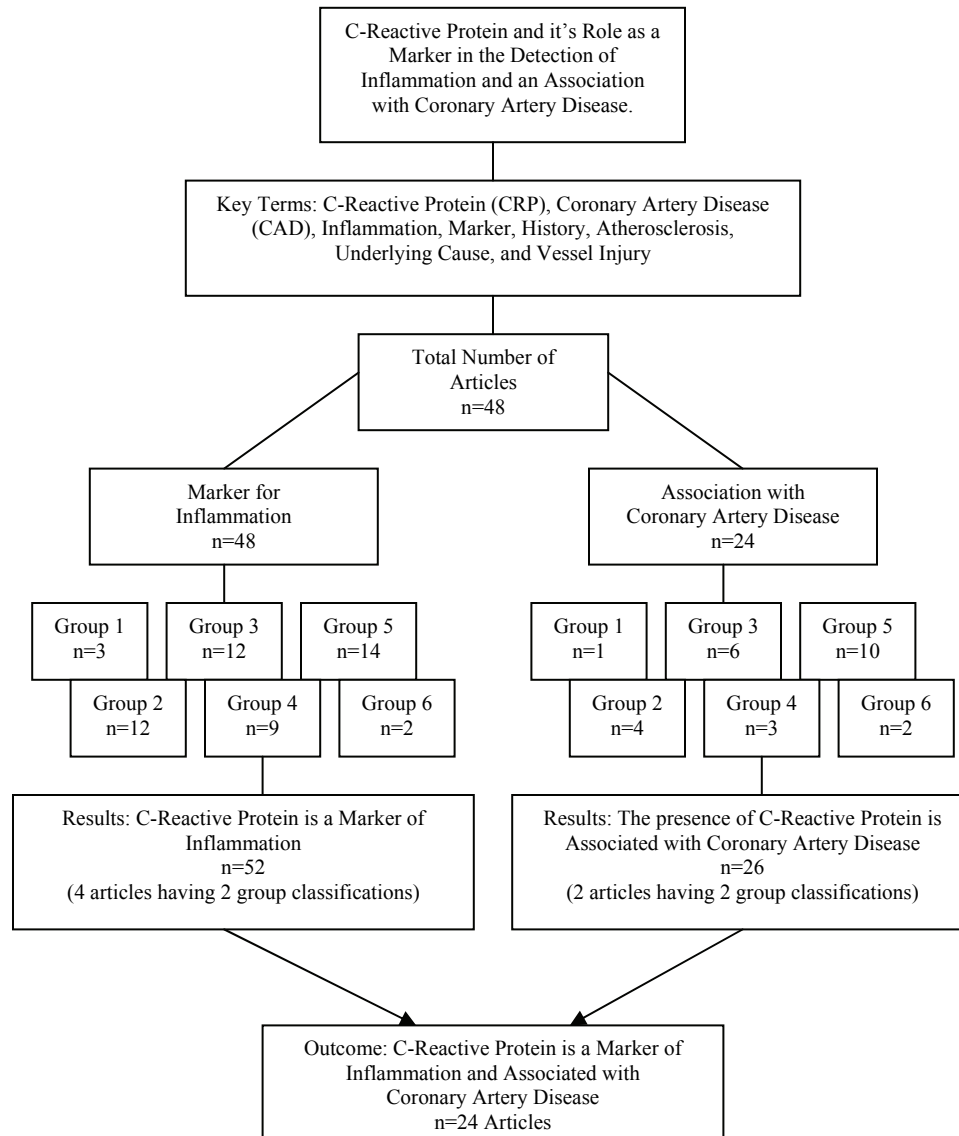 C-Reactive Protein and it's Role as a
Marker in the Detection of
Inflammation and an Association
with Coronary Artery Disease.
Key Terms: C-Reactive Protein (CRP), Coronary Artery Disease
(CAD), Inflammation, Marker, History, Atherosclerosis,
Underlying Cause, and Vessel Injury
Total Number of
Articles
n=48
Marker for
Inflammation
n=48
Association with
Coronary Artery Disease
n=24
Group 1
n=3
Group 3
n=12
Group 5
n=14
Group 2
n=12
Group 4
n=9
Group 6
n=2
Group 1
n=1
Group 3
n=6
Group 5
n=10
Group 2
n=4
Group 4
n=3
Group 6
n=2
Results: C-Reactive Protein is a Marker of
Inflammation
n=52
(4 articles having 2 group classifications)
Results: The presence of C-Reactive Protein is
Associated with Coronary Artery Disease
n=26
(2 articles having 2 group classifications)
Outcome: C-Reactive Protein is a Marker of
Inflammation and Associated with
Coronary Artery Disease
n=24 Articles